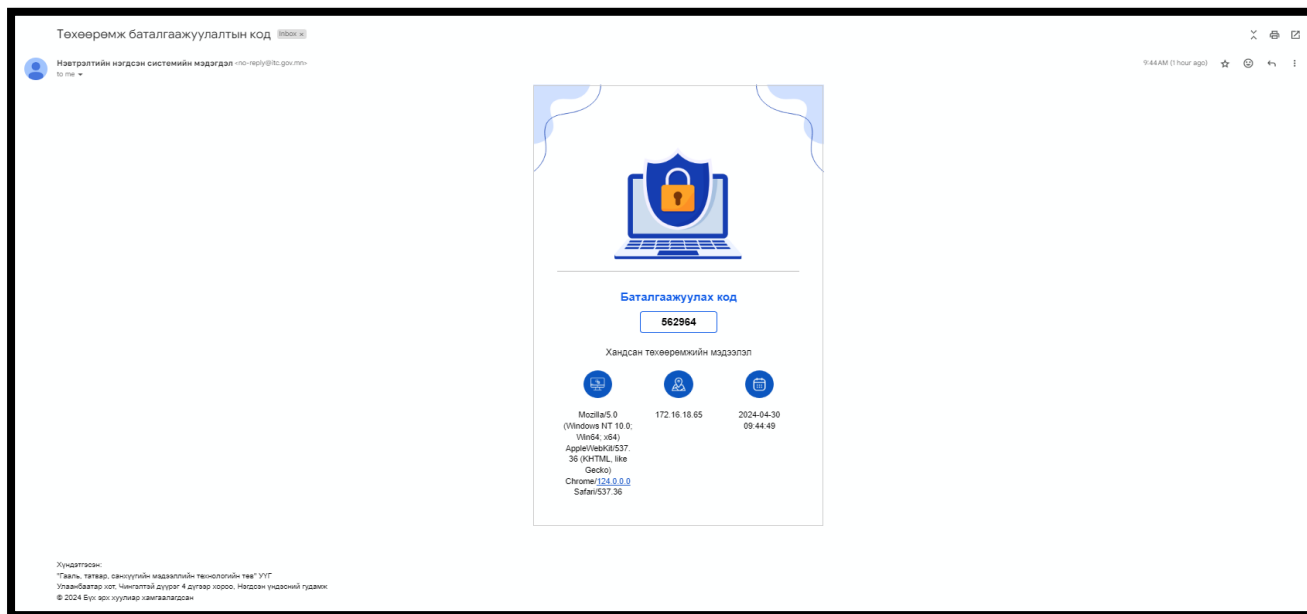 Төхөөрөмж баталгаажуулалтын код Inbox ×
Нэвтрэлтийн нэгдсэн системийн мэдэгдэл <no-reply@itc.gov.mn>
9:44 AM (1 hour ago)
to me
Баталгаажуулах код
562964
Хандсан төхөөрөмжийн мэдээлэл
Mozilla/5.0
(Windows NT 10.0;
Win64; x64)
AppleWebKit/537.
36 (KHTML, like
Gecko)
Chrome/124.0.0.0
Safari/537.36
172.16.18.65
2024-04-30
09:44:49
Хүндэтгэсэн:
"Гааль, татвар, санхүүгийн мэдээллийн технологийн төв" УҮГ
Улаанбаатар хот, Чингэлтэй дүүрэг 4 дүгээр хороо, Нэгдсэн үндэсний гудамж
© 2024 Бүх эрх хуулиар хамгаалагдсан